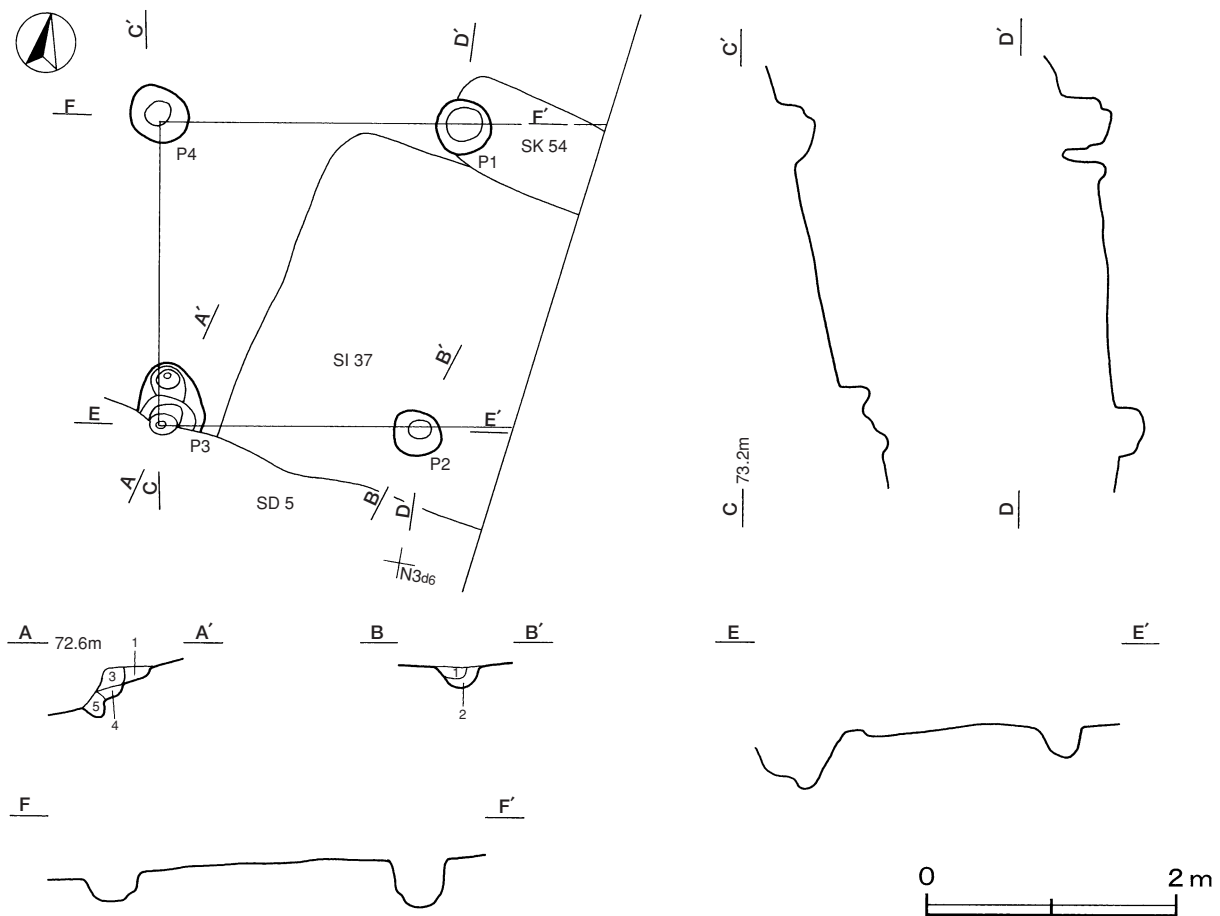 C′
D′
F
F′
P4
P1
SK 54
A′
SI 37
B′
E
E′
P3
P2
A
C
SD 5
B
D′
N3d6
C′
D′
C
73.2m
D
A
72.6m
1
A′
3
5
4
B
B′
1
2
E
E′
F
F′
0
2 m